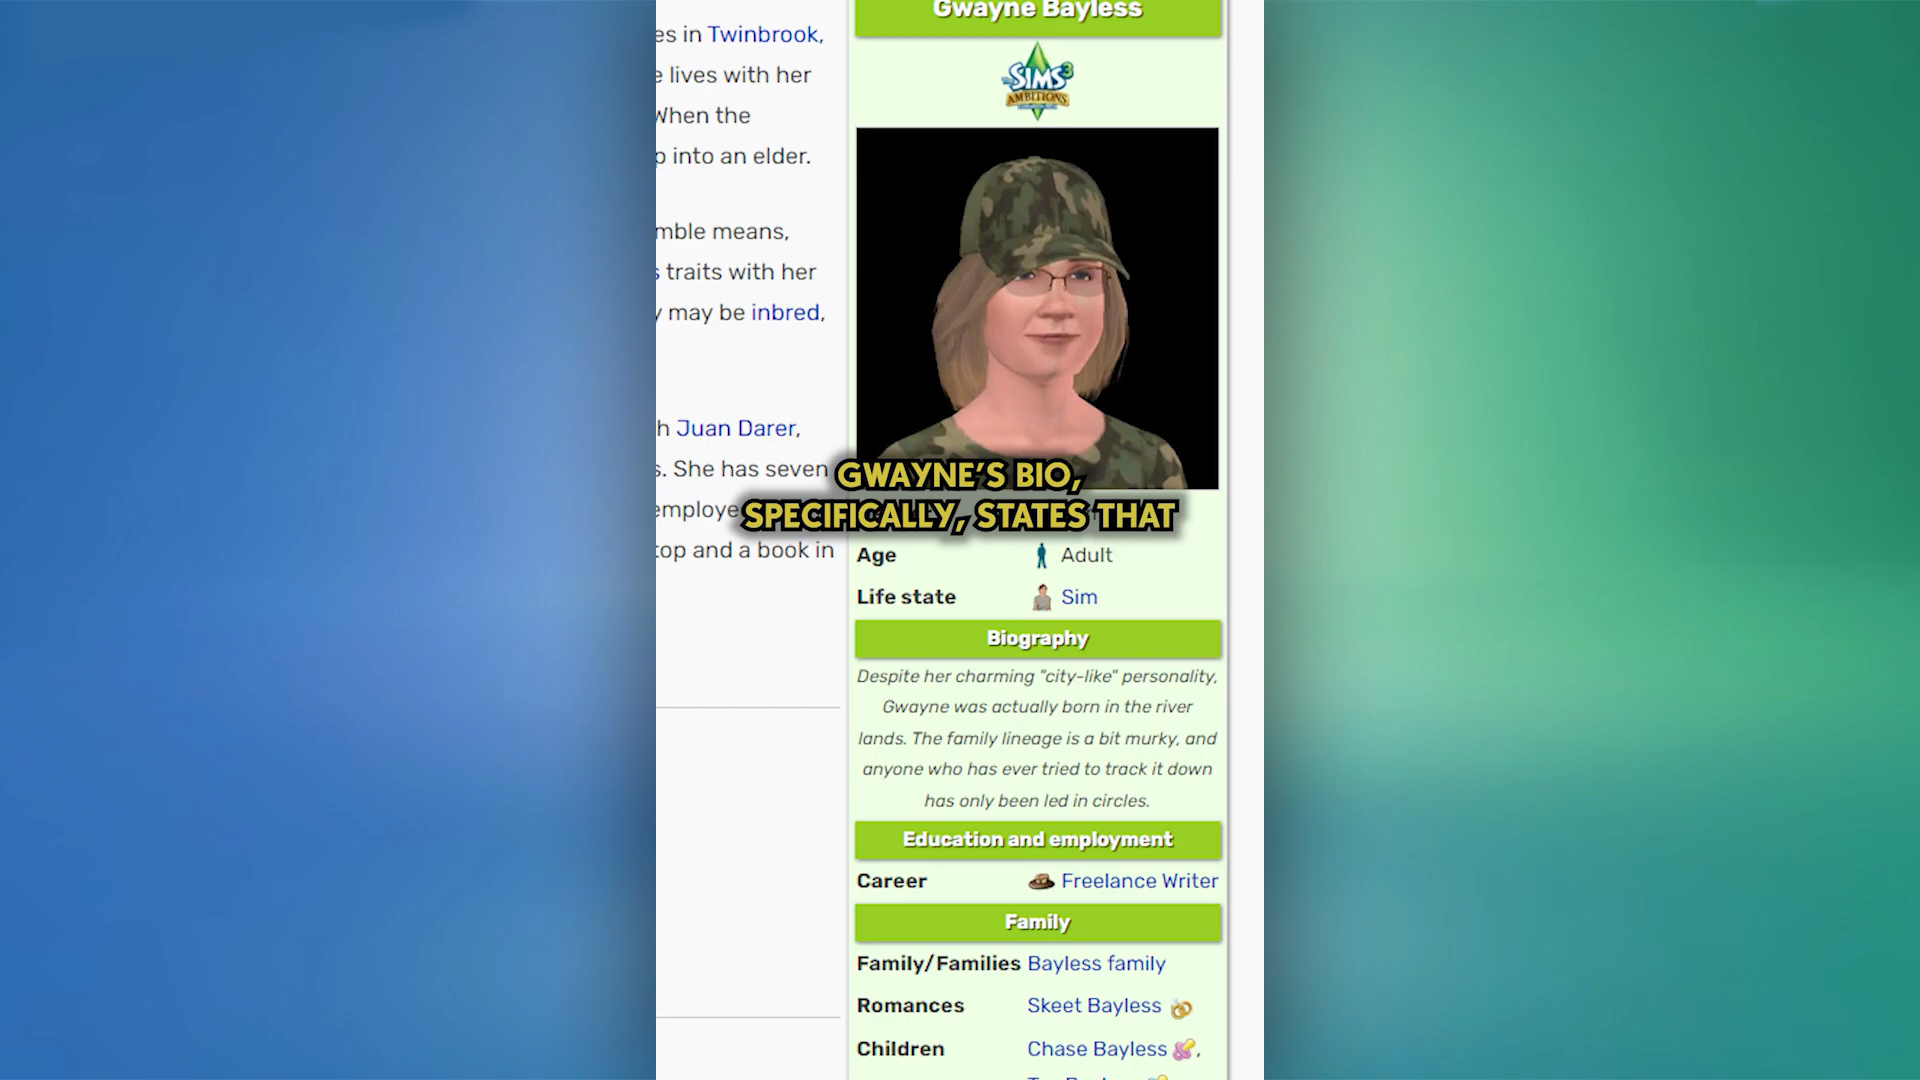 es in Twinbrook,
e lives with her
When the
p into an elder.
mble means,
s traits with her
y may be inbred,
h Juan Darer,
s. She has seven
employe
top and a book in
Gwayne Bayless
THE SIMS 3
AMBITIONS
GWAYNE'S BIO,
SPECIFICALLY, STATES THAT
Age Adult
Life state Sim
Biography
Despite her charming "city-like" personality,
Gwayne was actually born in the river
lands. The family lineage is a bit murky, and
anyone who has ever tried to track it down
has only been led in circles.
Education and employment
Career Freelance Writer
Family
Family/Families Bayless family
Romances Skeet Bayless
Children Chase Bayless,